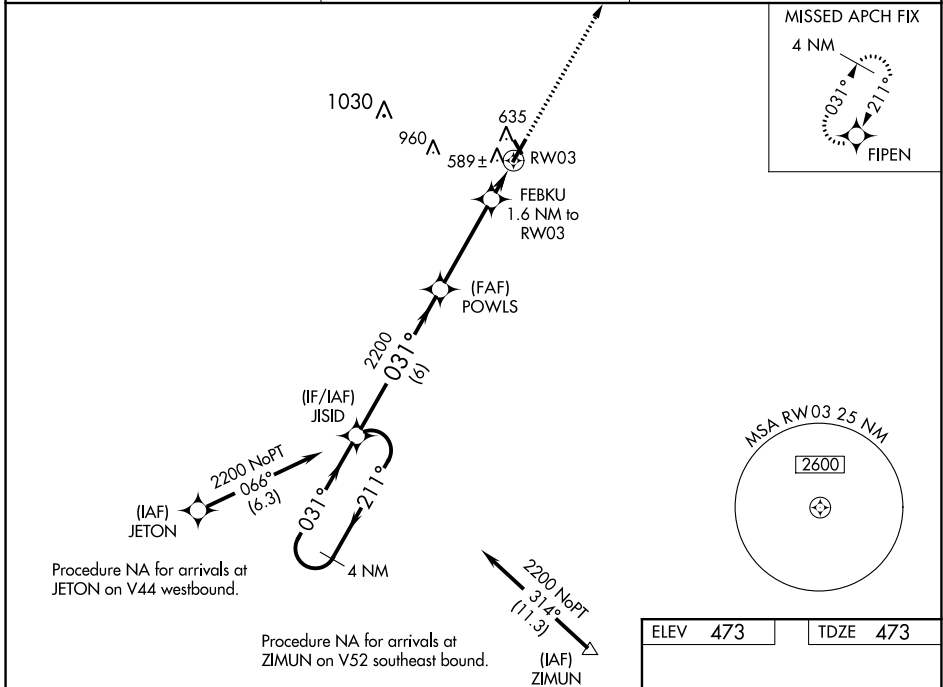 MISSED APCH FIX
4 NM
031°
211°
FIPEN
1030
960
635
589±
RW03
FEBKU
1.6 NM to
RW03
(FAF)
POWLS
2200
031°
(6)
(IF/IAF)
JISID
2200 NoPT
066°
(6.3)
(IAF)
JETON
031°
211°
4 NM
Procedure NA for arrivals at
JETON on V44 westbound.
MSA RW03 25 NM
2600
2200 NoPT
314°
(11.3)
(IAF)
ZIMUN
Procedure NA for arrivals at
ZIMUN on V52 southeast bound.
ELEV 473
TDZE 473